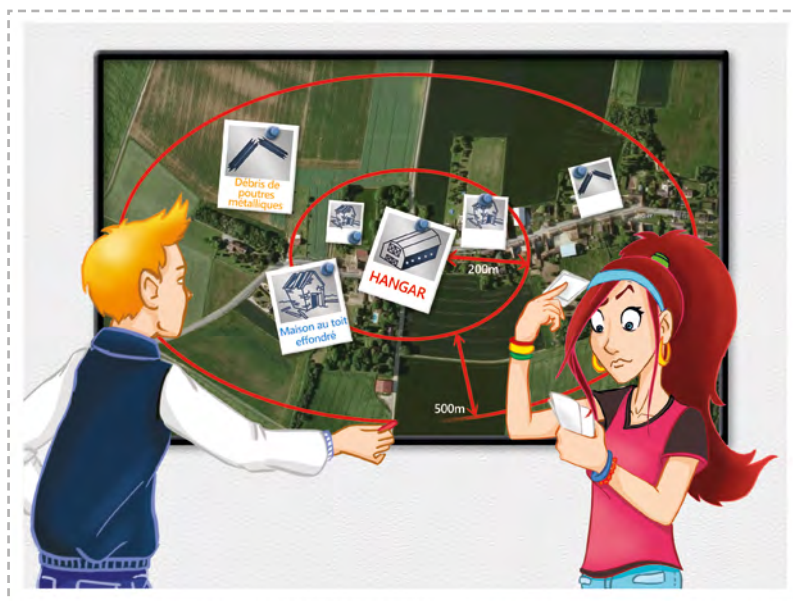 Débris de
poutres
métalliques
HANGAR
200m
Maison au toit
effondré
500m